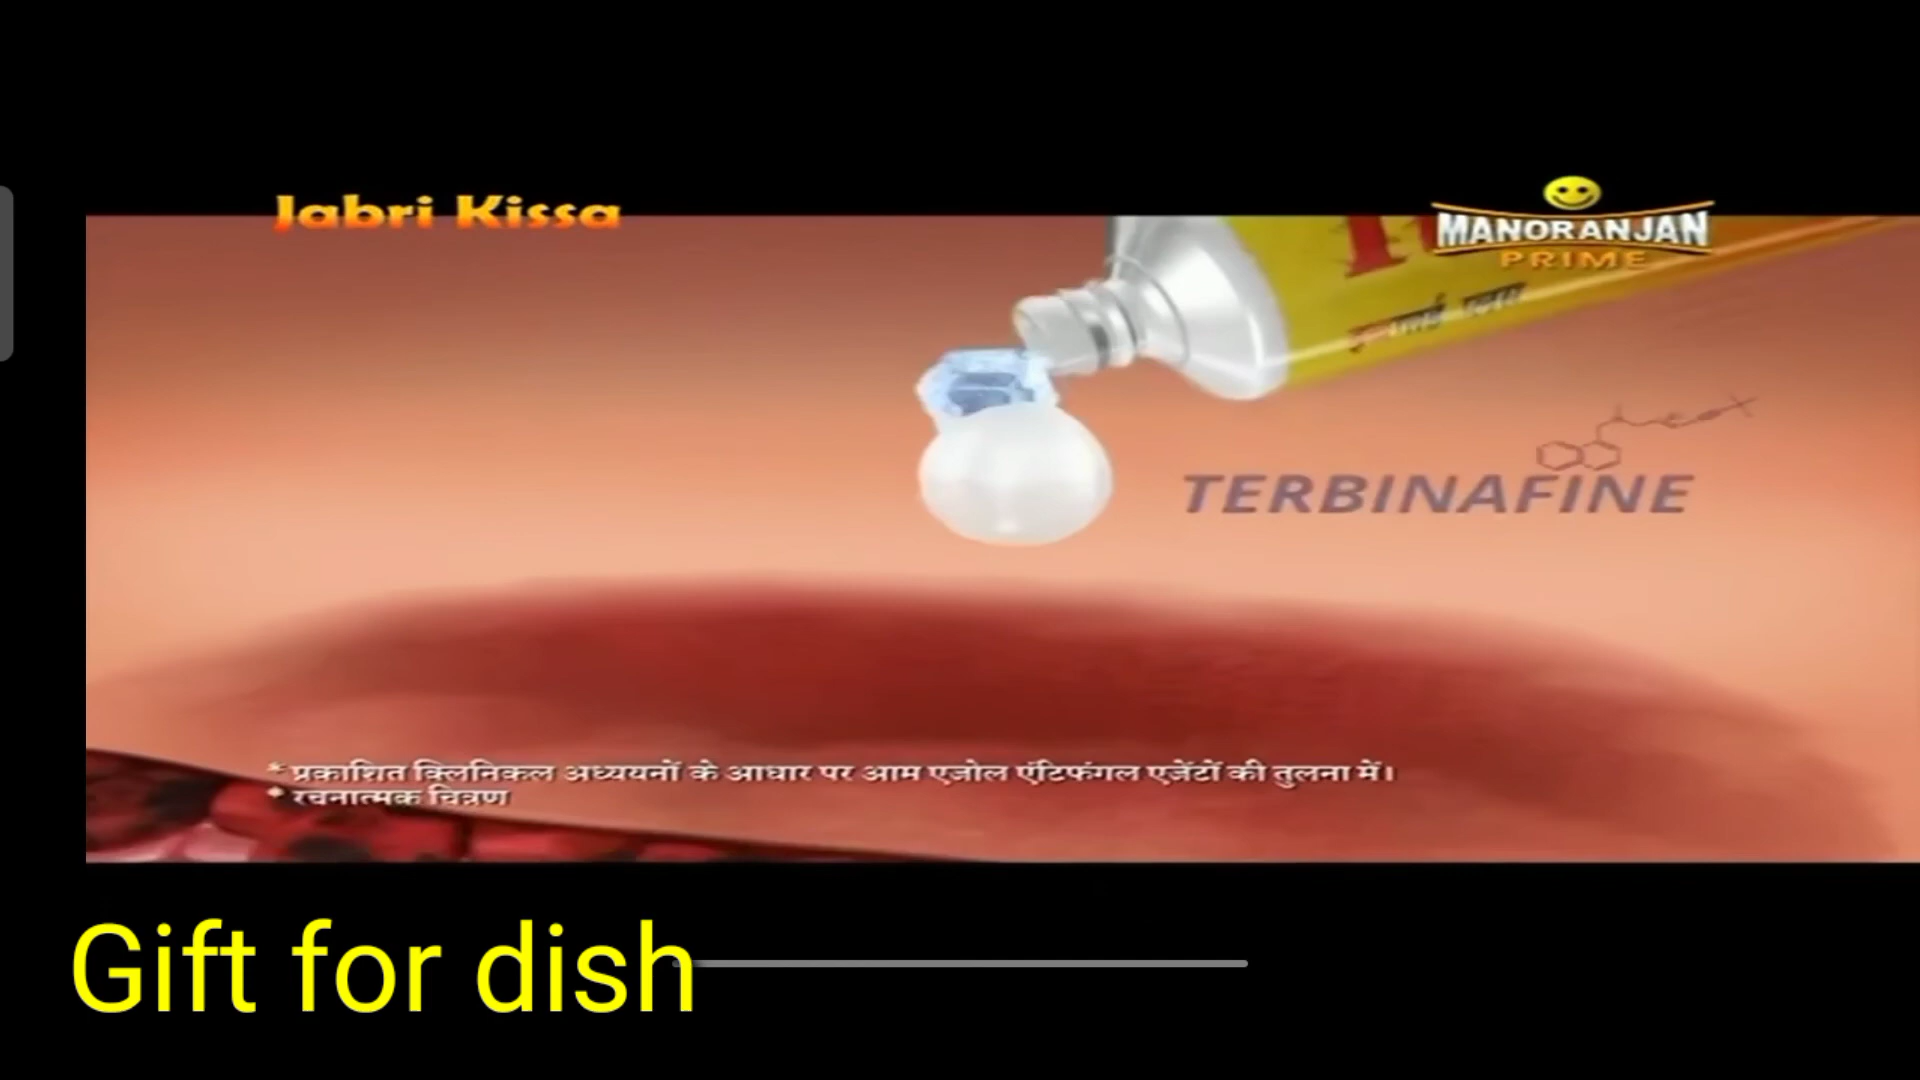 Jabri Kissa
MANORANJAN
PRIME
TERBINAFINE
* प्रकाशित क्लिनिकल अध्ययनों के आधार पर आम एजोल एंटिफंगल एजेंटों की तुलना में।
* रचनात्मक चित्रण
Gift for dish